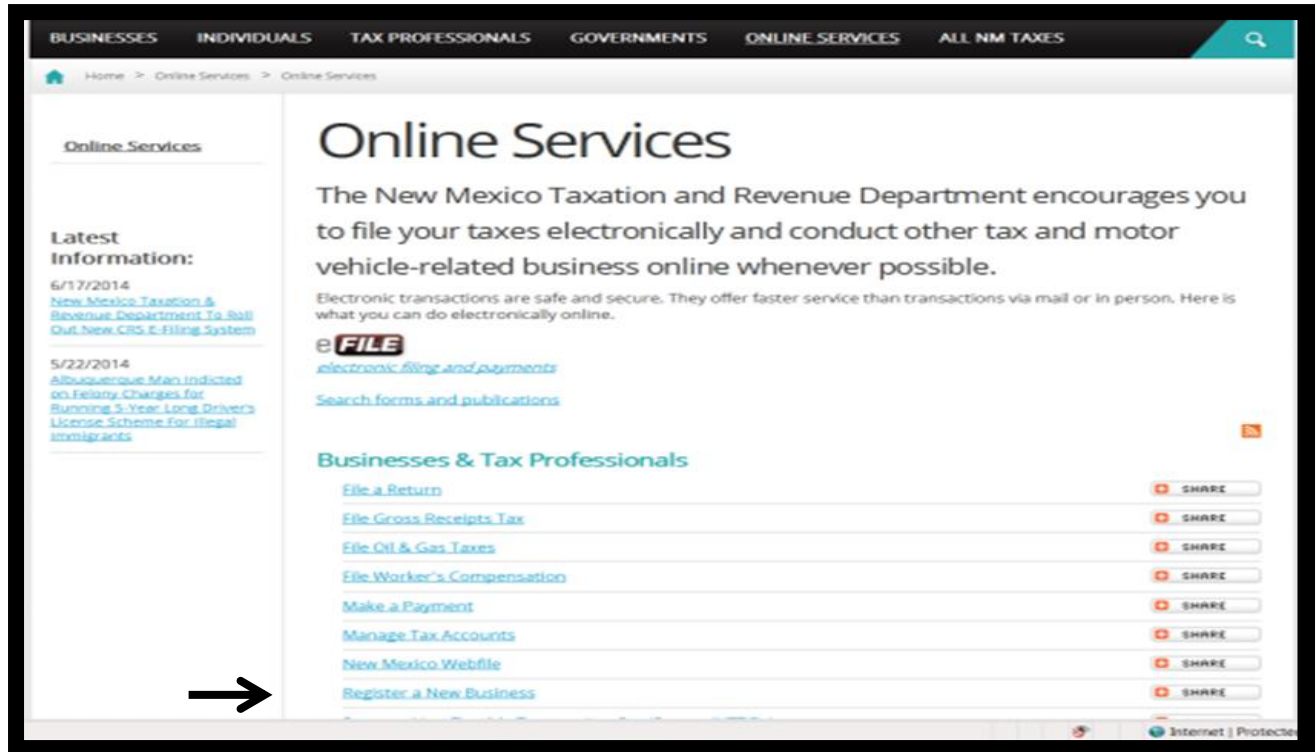 BUSINESSES INDIVIDUALS TAX PROFESSIONALS GOVERNMENTS ONLINE SERVICES ALL NM TAXES
Home > Online Services > Online Services
Online Services
Latest
Information:
6/17/2014
New Mexico Taxation &
Revenue Department To Roll
Out New CRS E-Filing System
5/22/2014
Albuquerque Man Indicted
on Felony Charges for
Running 5-Year Long Driver's
License Scheme For Illegal
Immigrants
Online Services
The New Mexico Taxation and Revenue Department encourages you
to file your taxes electronically and conduct other tax and motor
vehicle-related business online whenever possible.
Electronic transactions are safe and secure. They offer faster service than transactions via mail or in person. Here is
what you can do electronically online.
e FILE
electronic filing and payments
Search forms and publications
Businesses & Tax Professionals
File a Return SHARE
File Gross Receipts Tax SHARE
File Oil & Gas Taxes SHARE
File Worker's Compensation SHARE
Make a Payment SHARE
Manage Tax Accounts SHARE
New Mexico Webfile SHARE
Register a New Business SHARE
Internet | Protected